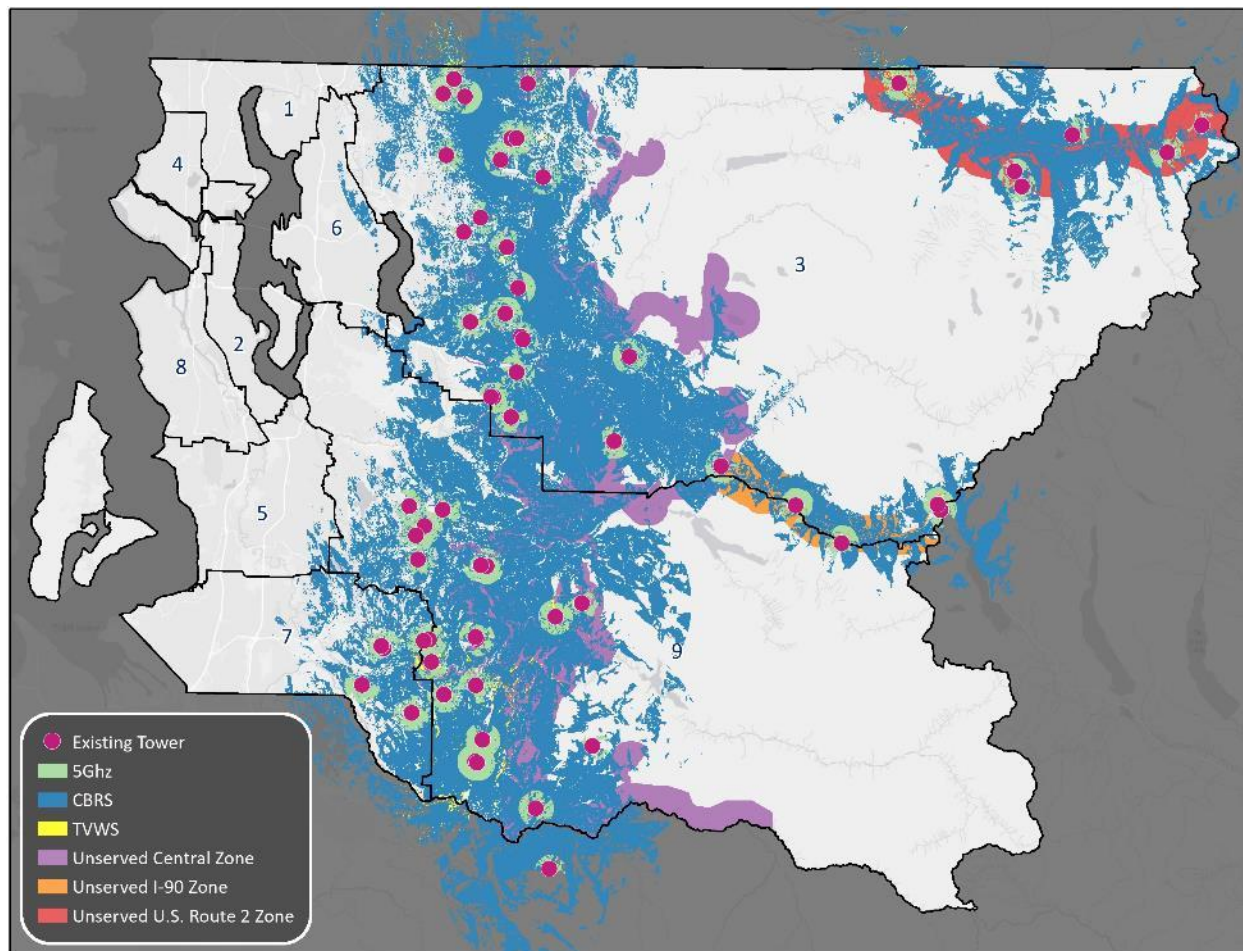 1
4
6
3
2
8
5
7
9
Existing Tower
5Ghz
CBRS
TVWS
Unserved Central Zone
Unserved I-90 Zone
Unserved U.S. Route 2 Zone